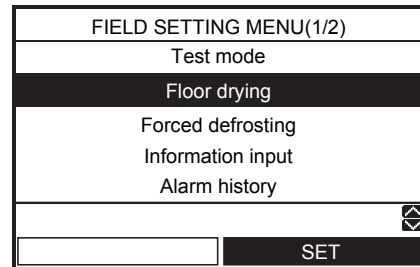 FIELD SETTING MENU(1/2)
Test mode
Floor drying
Forced defrosting
Information input
Alarm history
SET